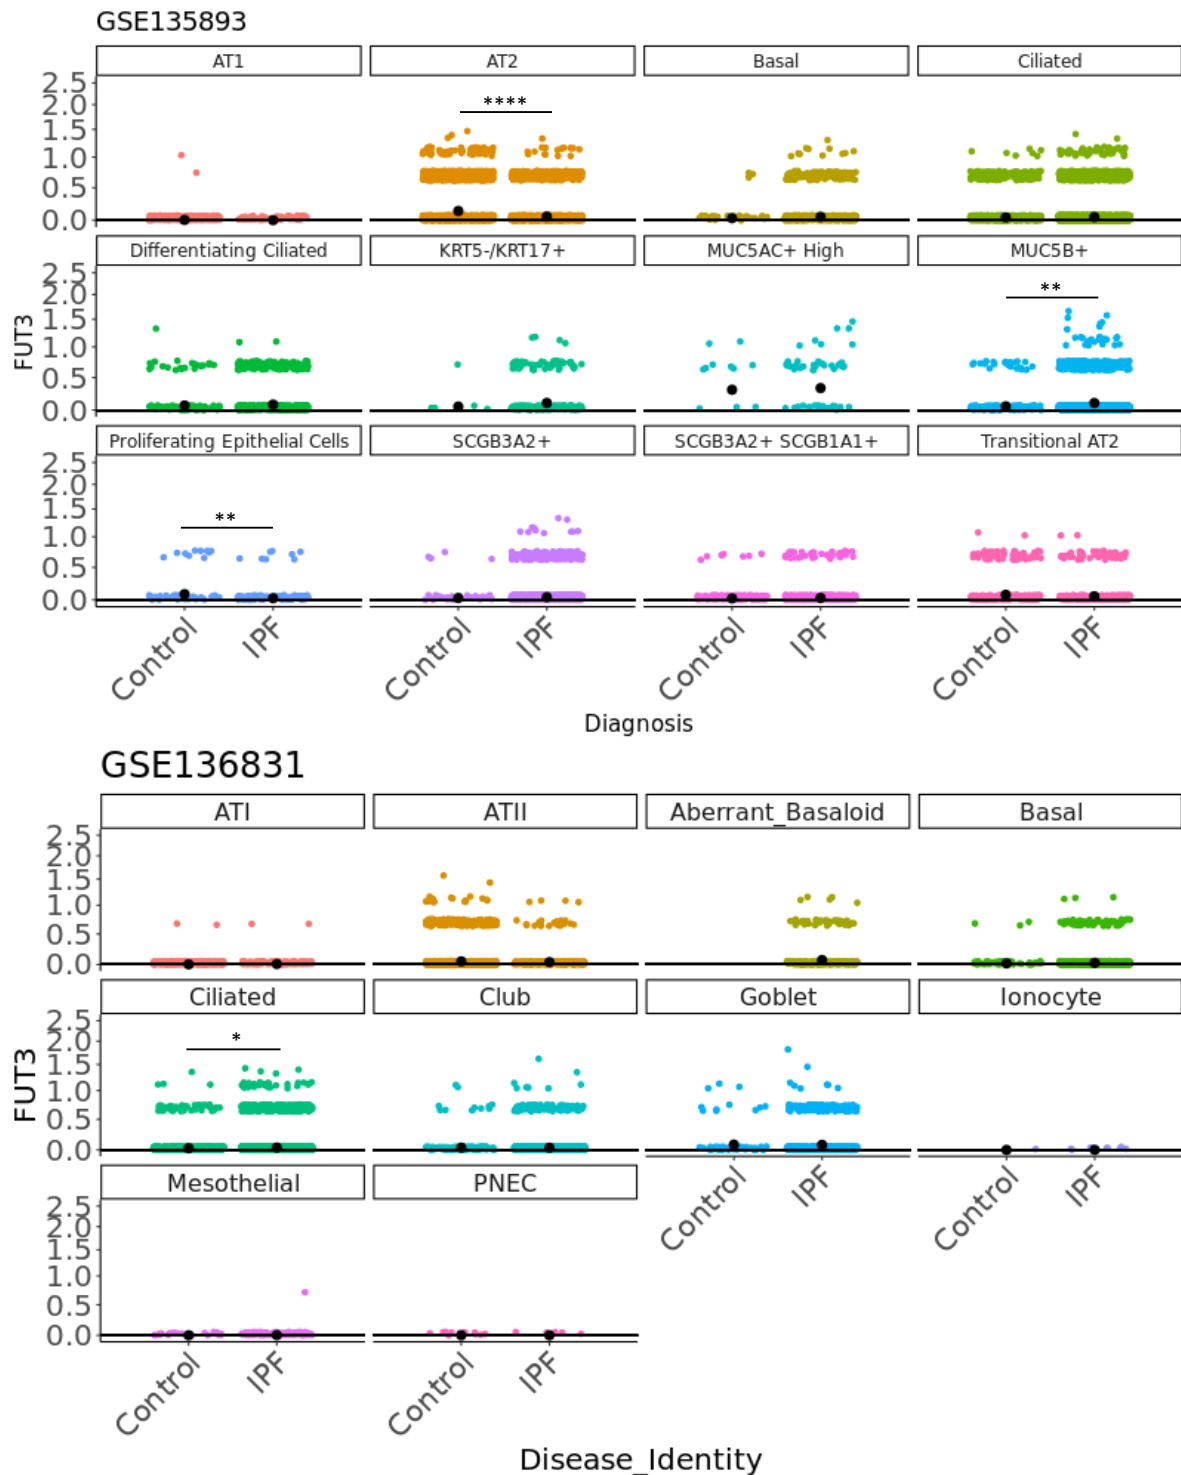 GSE135893
AT1 AT2 Basal Ciliated
2.5
2.0
1.5
1.0
0.5
0.0
****
Differentiating Ciliated KRT5-/KRT17+ MUC5AC+ High MUC5B+
2.5
2.0
1.5
1.0
0.5
0.0
**
FUT3
Proliferating Epithelial Cells SCGB3A2+ SCGB3A2+ SCGB1A1+ Transitional AT2
2.5
2.0
1.5
1.0
0.5
0.0
**
Control IPF Control IPF Control IPF Control IPF
Diagnosis
GSE136831
ATI ATII Aberrant_Basaloid Basal
2.5
2.0
1.5
1.0
0.5
0.0
Ciliated Club Goblet Ionocyte
2.5
2.0
1.5
1.0
0.5
0.0
*
FUT3
Control IPF Control IPF
Mesothelial PNEC
2.5
2.0
1.5
1.0
0.5
0.0
Control IPF Control IPF
Disease_Identity